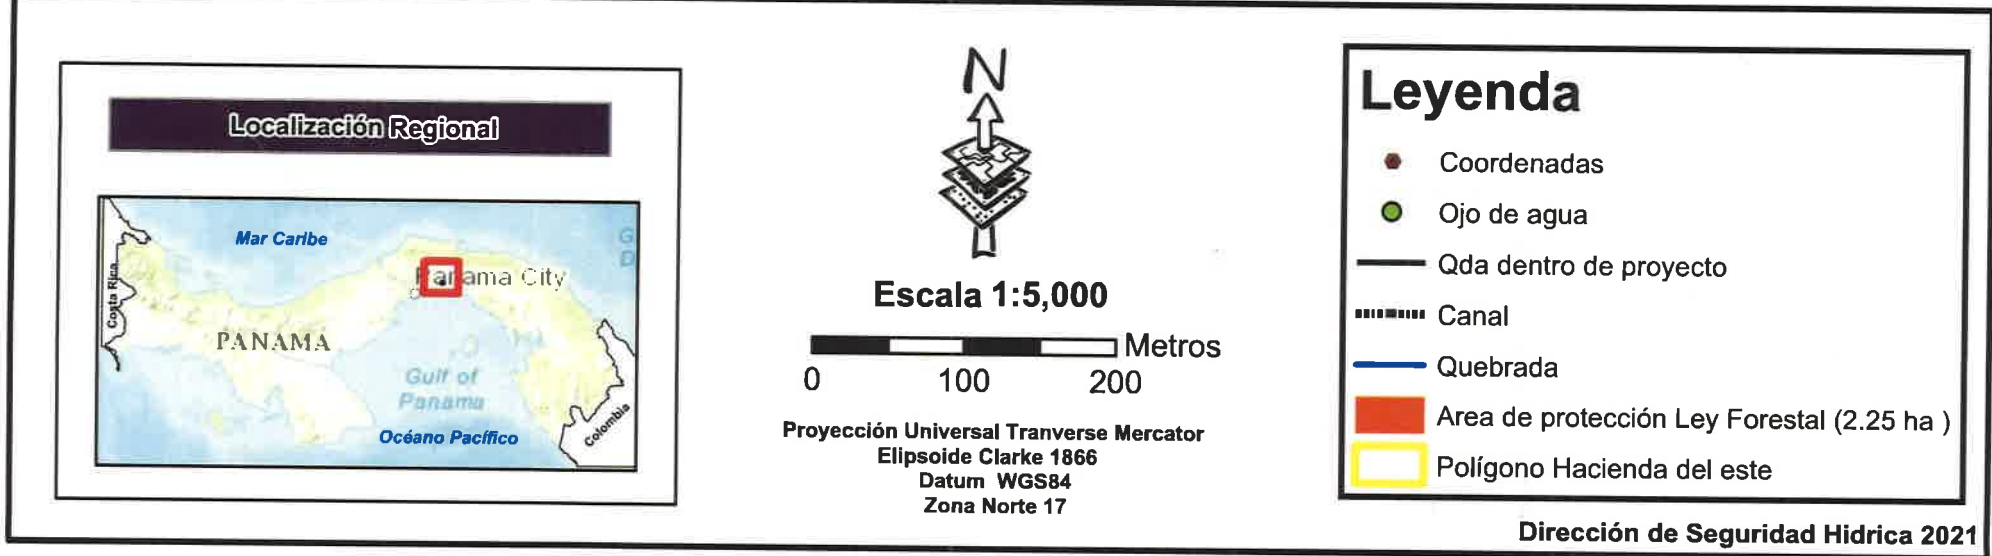 Localización Regional
Mar Caribe
G
D
Panama City
Costa Rica
PANAMA
Gulf of
Panama
Océano Pacífico
Colombia
N
Escala 1:5,000
Metros
0 100 200
Proyección Universal Tranverse Mercator
Elipsoide Clarke 1866
Datum WGS84
Zona Norte 17
Leyenda
Coordenadas
Ojo de agua
Qda dentro de proyecto
Canal
Quebrada
Area de protección Ley Forestal (2.25 ha )
Polígono Hacienda del este
Dirección de Seguridad Hidrica 2021